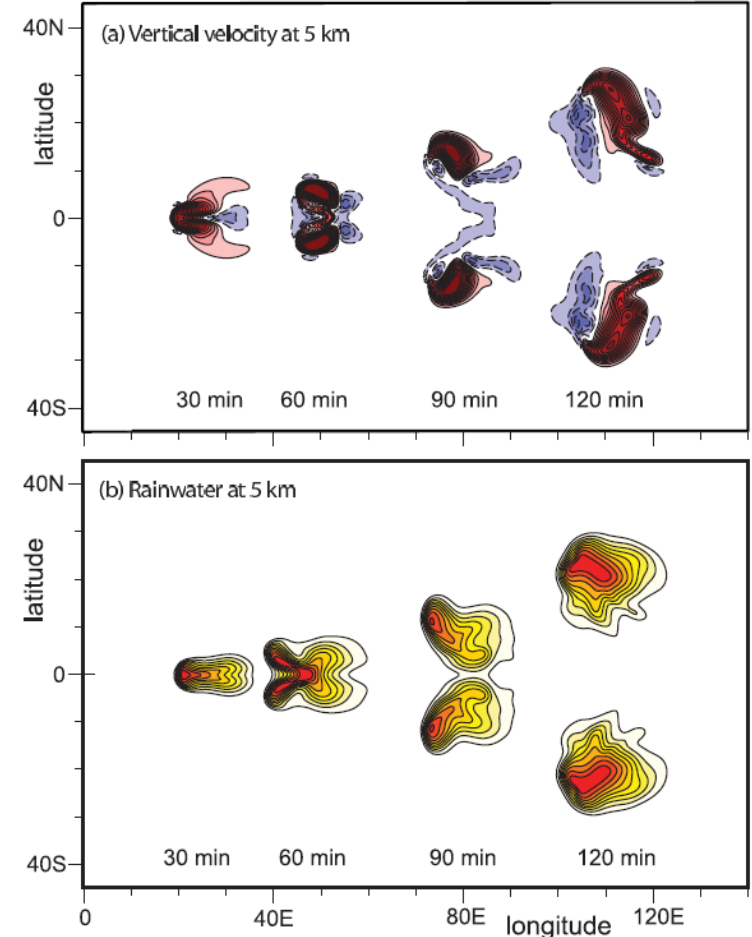 40N
(a) Vertical velocity at 5 km
latitude
0
30 min 60 min 90 min 120 min
40S
40N
(b) Rainwater at 5 km
latitude
0
30 min 60 min 90 min 120 min
40S
0 40E 80E 120E
longitude